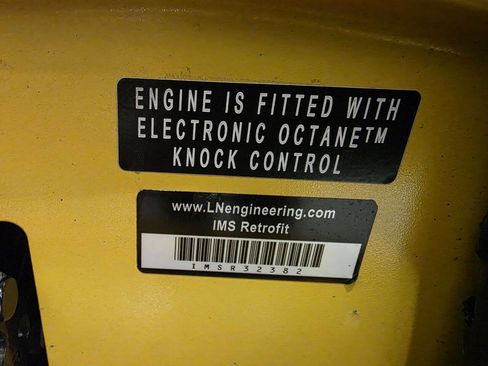 ENGINE IS FITTED WITH
ELECTRONIC OCTANE™
KNOCK CONTROL
www.LNengineering.com
IMS Retrofit
IMSR32382